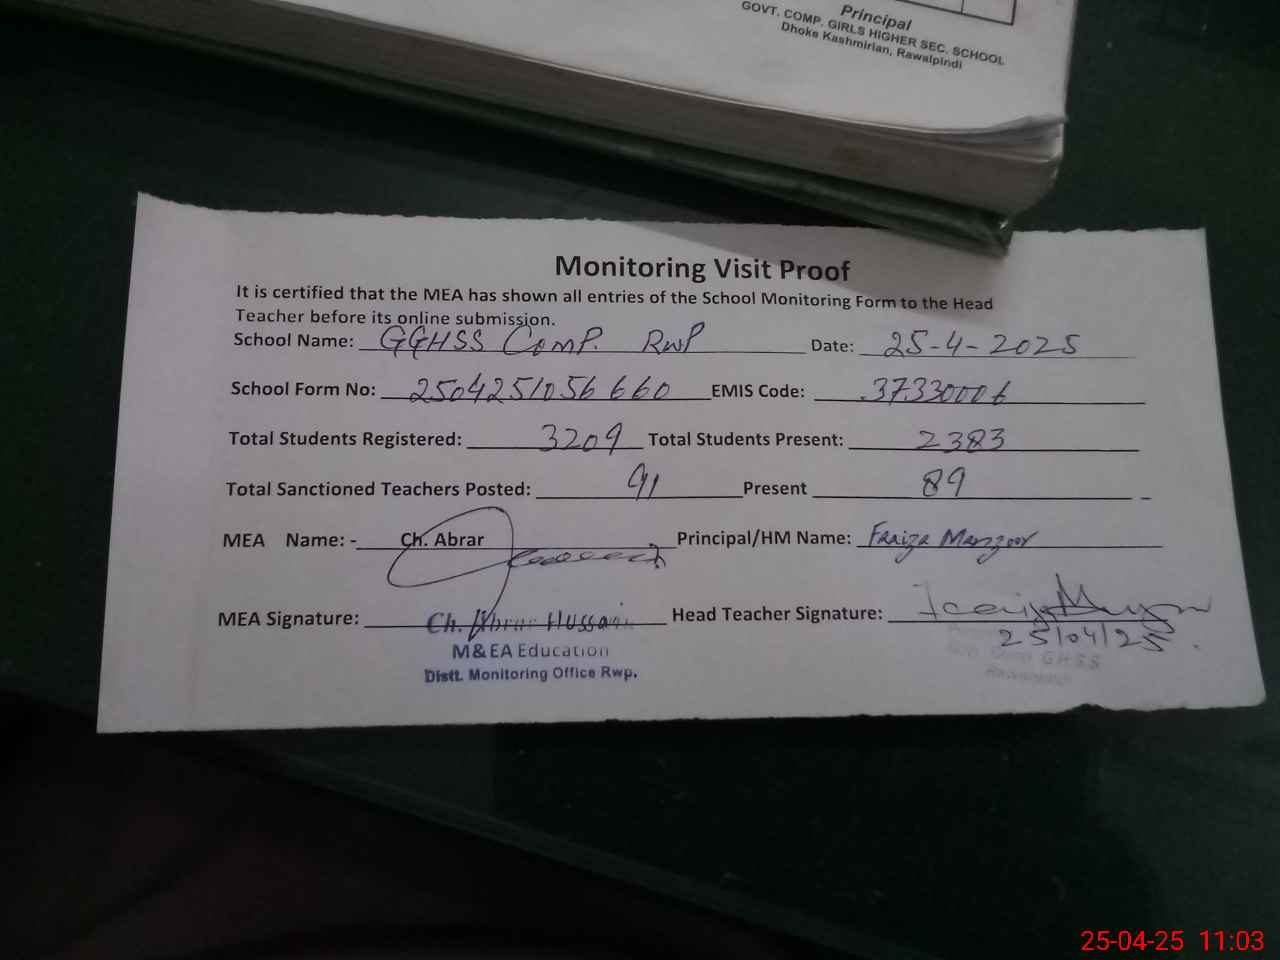 Principal
GOVT. COMP. GIRLS HIGHER SEC. SCHOOL
Dhoke Kashmirian, Rawalpindi
Monitoring Visit Proof
It is certified that the MEA has shown all entries of the School Monitoring Form to the Head
Teacher before its online submission.
School Name: GGHSS Comp. RWP Date: 25-4-2025
School Form No: 2504251056660 EMIS Code: 37330006
Total Students Registered: 3209 Total Students Present: 2383
Total Sanctioned Teachers Posted: 91 Present 89
MEA Name: - Ch. Abrar Principal/HM Name: Faaiza Manzoor
MEA Signature: Ch. Abrar Hussain Head Teacher Signature:
25/04/25.
M&EA Education
Distt. Monitoring Office Rwp.
GHSS
25-04-25 11:03